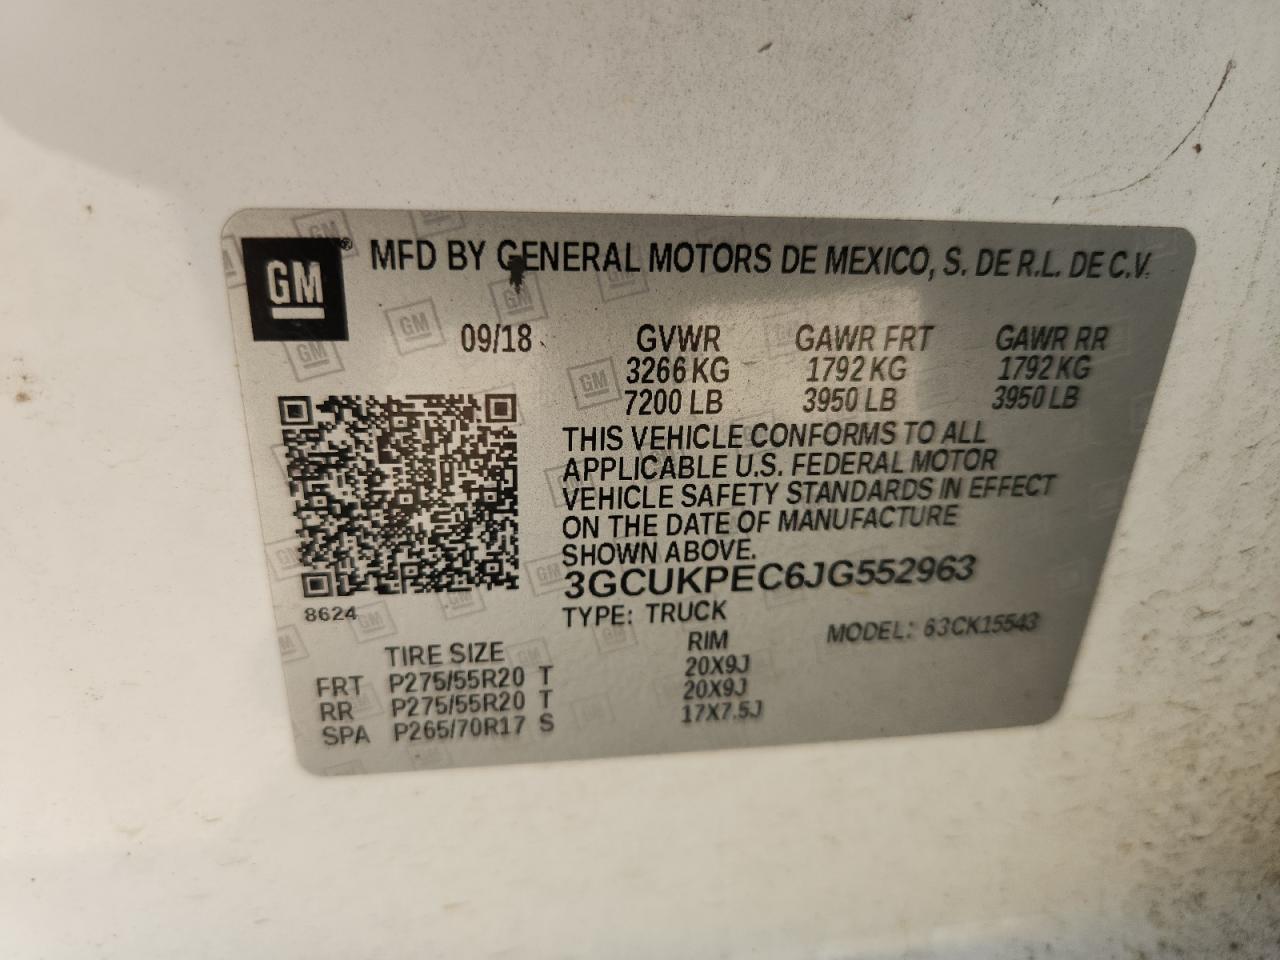 GM ® MFD BY GENERAL MOTORS DE MEXICO, S. DE R.L. DE C.V.
09/18 GVWR GAWR FRT GAWR RR
3266 KG 1792 KG 1792 KG
7200 LB 3950 LB 3950 LB
THIS VEHICLE CONFORMS TO ALL
APPLICABLE U.S. FEDERAL MOTOR
VEHICLE SAFETY STANDARDS IN EFFECT
ON THE DATE OF MANUFACTURE
SHOWN ABOVE.
3GCUKPEC6JG552963
8624
TYPE: TRUCK
MODEL: 63CK15543
TIRE SIZE RIM
FRT P275/55R20 T 20X9J
RR P275/55R20 T 20X9J
SPA P265/70R17 S 17X7.5J